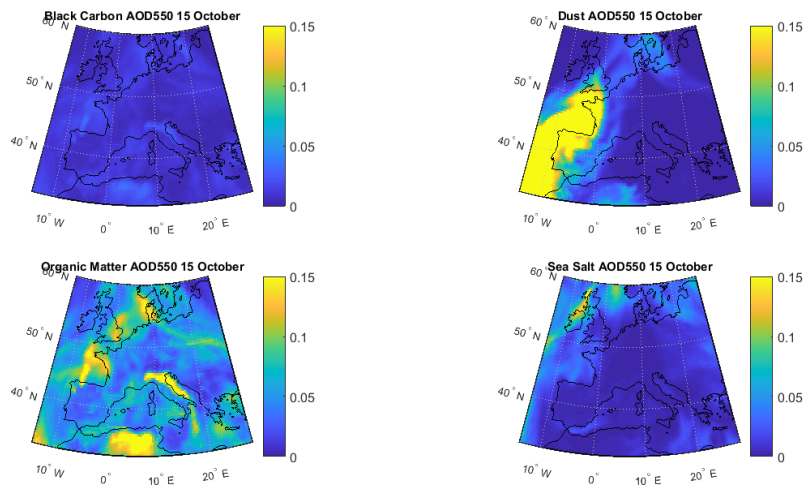 Black Carbon AOD550 15 October
60° N
50° N
40° N
10° W
0°
10° E
20° E
0.15
0.1
0.05
0
Dust AOD550 15 October
60° N
50° N
40° N
10° W
0°
10° E
20° E
0.15
0.1
0.05
0
Organic Matter AOD550 15 October
60° N
50° N
40° N
10° W
0°
10° E
20° E
0.15
0.1
0.05
0
Sea Salt AOD550 15 October
60° N
50° N
40° N
10° W
0°
10° E
20° E
0.15
0.1
0.05
0